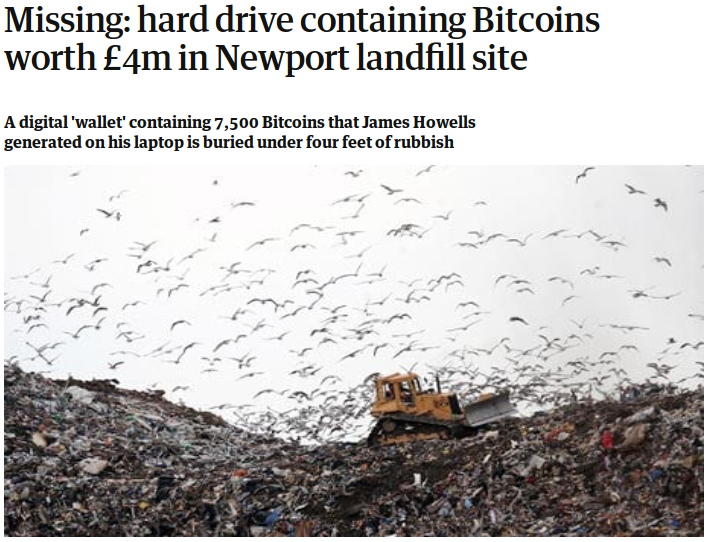 Missing: hard drive containing Bitcoins
worth £4m in Newport landfill site
A digital 'wallet' containing 7,500 Bitcoins that James Howells
generated on his laptop is buried under four feet of rubbish